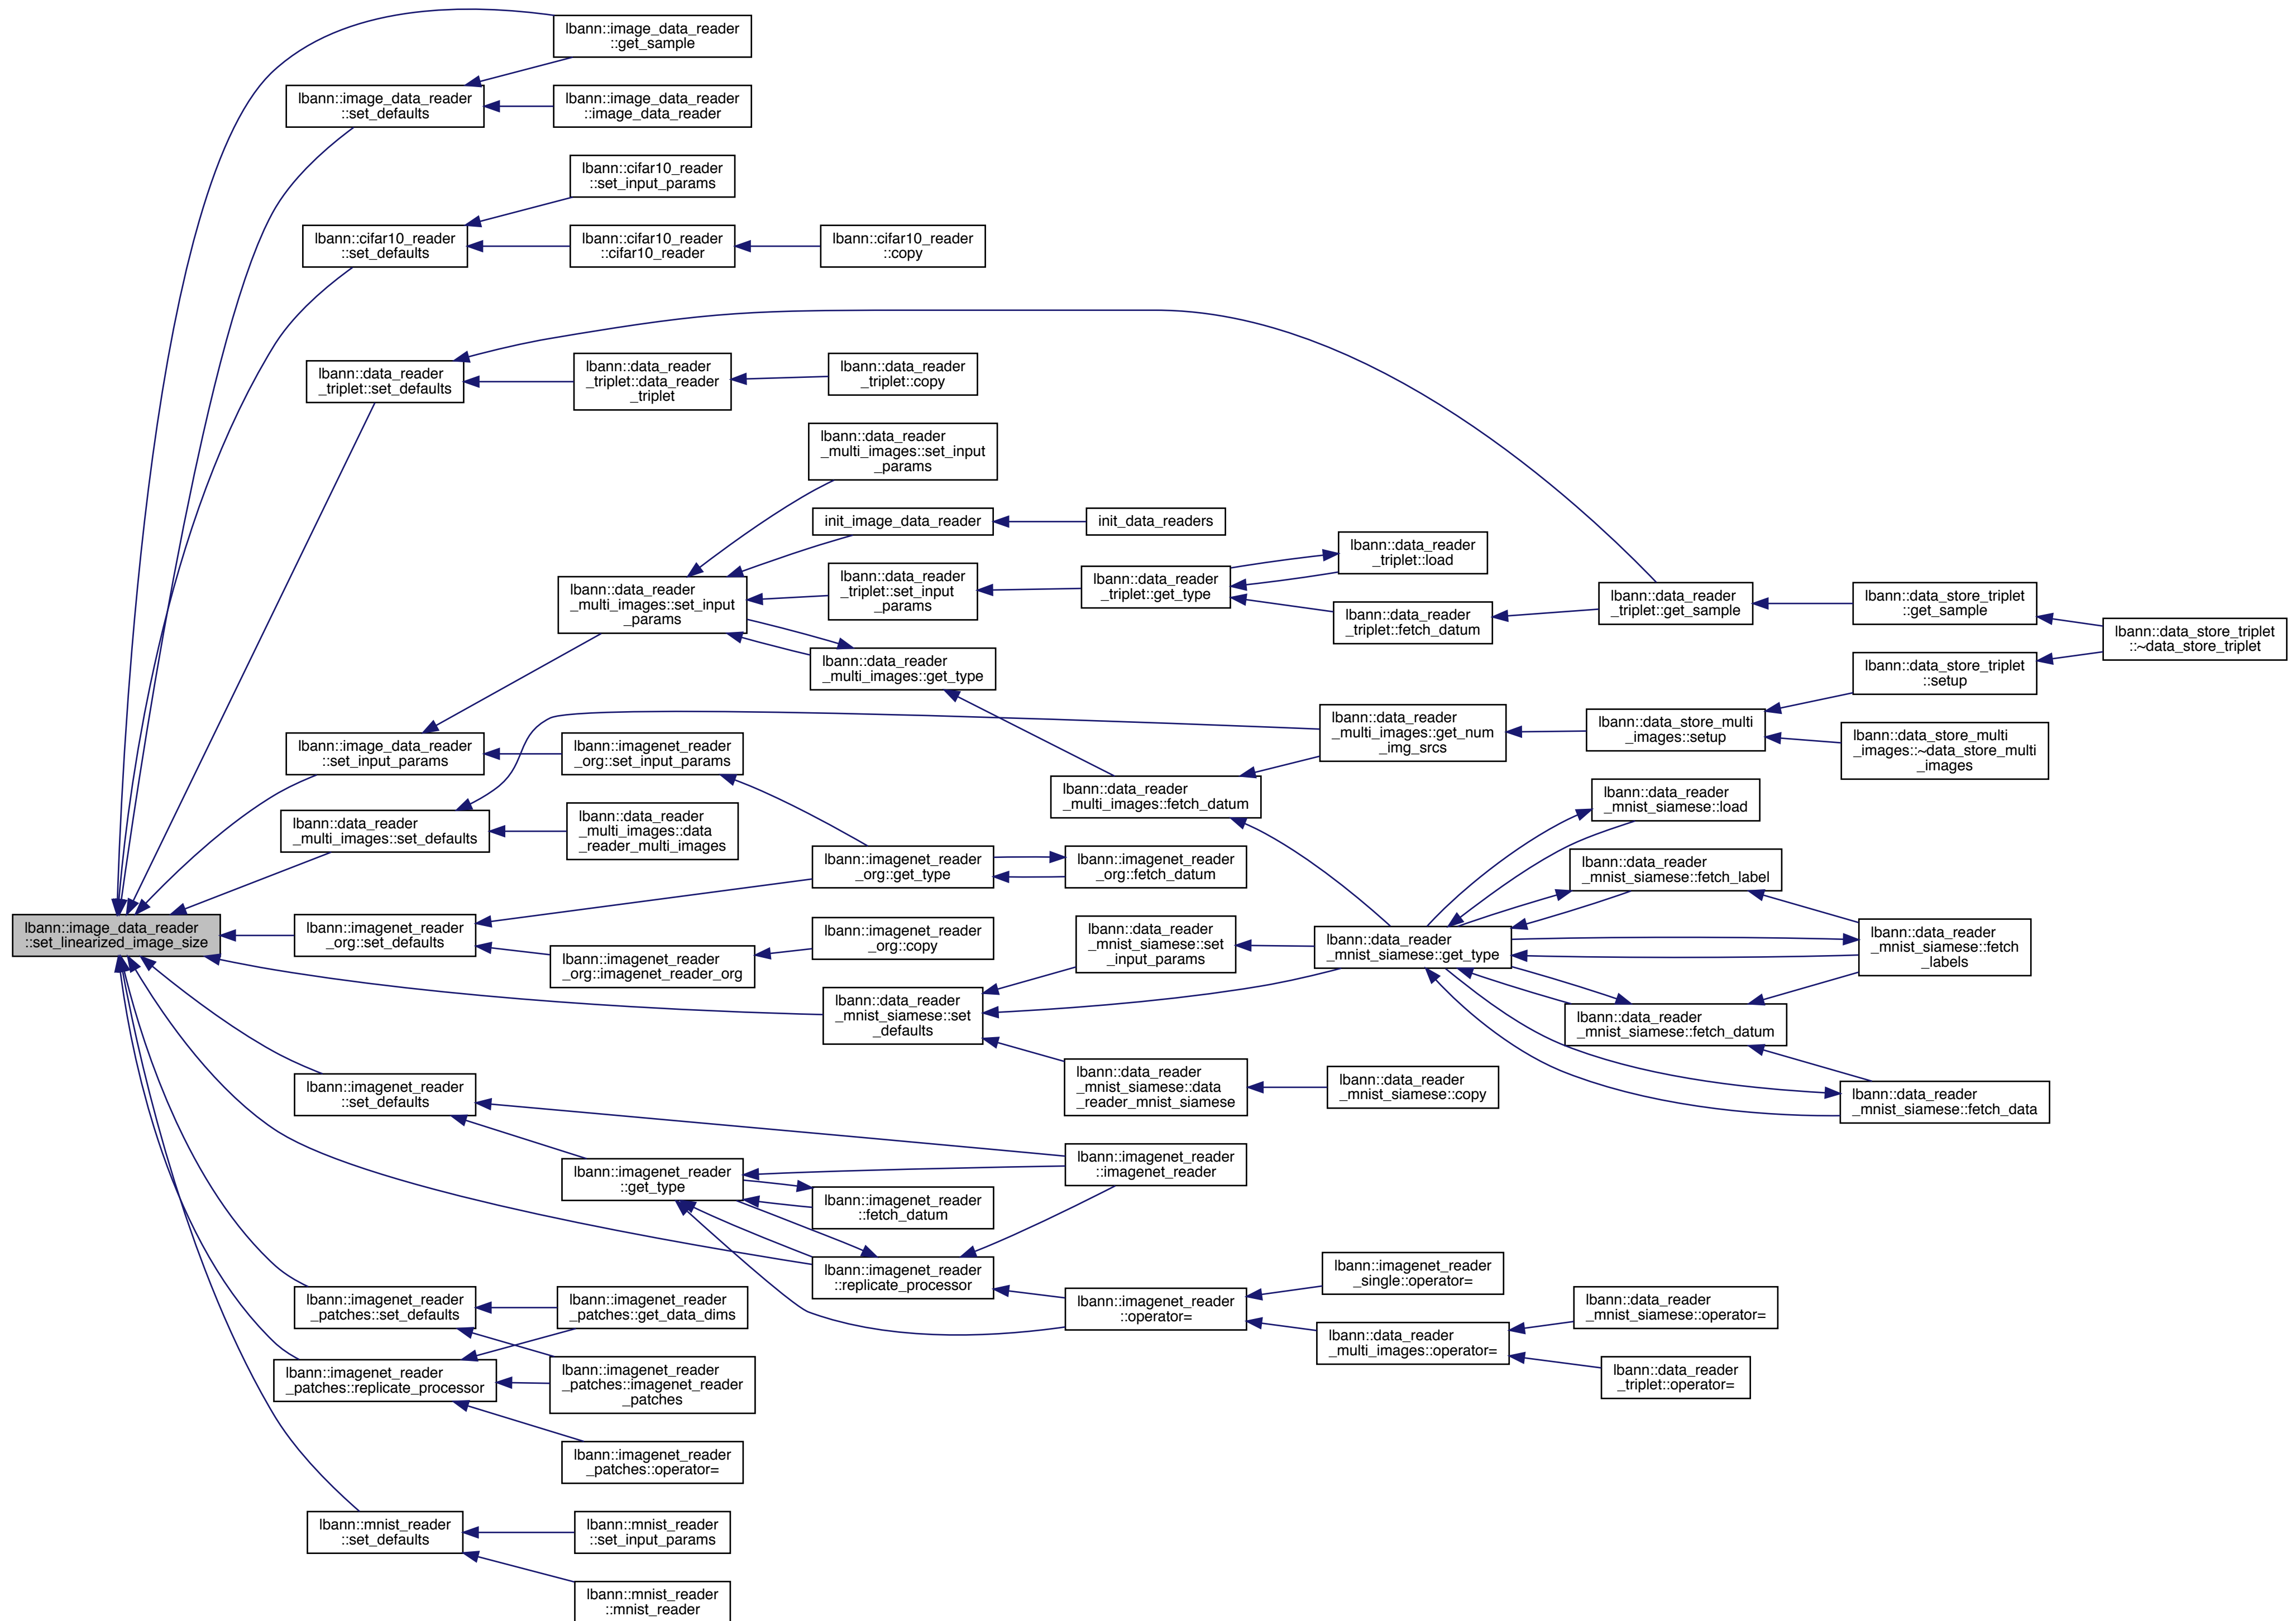 lbann::image_data_reader
::get_sample
lbann::image_data_reader
::set_defaults
lbann::image_data_reader
::image_data_reader
lbann::cifar10_reader
::set_input_params
lbann::cifar10_reader
::set_defaults
lbann::cifar10_reader
::cifar10_reader
lbann::cifar10_reader
::copy
lbann::data_reader
_triplet::set_defaults
lbann::data_reader
_triplet::data_reader
_triplet
lbann::data_reader
_triplet::copy
lbann::data_reader
_multi_images::set_input
_params
init_image_data_reader
init_data_readers
lbann::data_reader
_triplet::load
lbann::data_reader
_multi_images::set_input
_params
lbann::data_reader
_triplet::set_input
_params
lbann::data_reader
_triplet::get_type
lbann::data_reader
_triplet::fetch_datum
lbann::data_reader
_triplet::get_sample
lbann::data_store_triplet
::get_sample
lbann::data_store_triplet
::~data_store_triplet
lbann::data_reader
_multi_images::get_type
lbann::data_store_triplet
::setup
lbann::image_data_reader
::set_input_params
lbann::imagenet_reader
_org::set_input_params
lbann::data_reader
_multi_images::get_num
_img_srcs
lbann::data_store_multi
_images::setup
lbann::data_store_multi
_images::~data_store_multi
_images
lbann::data_reader
_multi_images::fetch_datum
lbann::data_reader
_mnist_siamese::load
lbann::data_reader
_multi_images::set_defaults
lbann::data_reader
_multi_images::data
_reader_multi_images
lbann::imagenet_reader
_org::get_type
lbann::imagenet_reader
_org::fetch_datum
lbann::data_reader
_mnist_siamese::fetch_label
lbann::image_data_reader
::set_linearized_image_size
lbann::imagenet_reader
_org::set_defaults
lbann::imagenet_reader
_org::imagenet_reader_org
lbann::imagenet_reader
_org::copy
lbann::data_reader
_mnist_siamese::set
_input_params
lbann::data_reader
_mnist_siamese::get_type
lbann::data_reader
_mnist_siamese::fetch
_labels
lbann::data_reader
_mnist_siamese::set
_defaults
lbann::data_reader
_mnist_siamese::fetch_datum
lbann::imagenet_reader
::set_defaults
lbann::data_reader
_mnist_siamese::data
_reader_mnist_siamese
lbann::data_reader
_mnist_siamese::copy
lbann::data_reader
_mnist_siamese::fetch_data
lbann::imagenet_reader
::get_type
lbann::imagenet_reader
::imagenet_reader
lbann::imagenet_reader
::fetch_datum
lbann::imagenet_reader
::replicate_processor
lbann::imagenet_reader
_single::operator=
lbann::imagenet_reader
_patches::set_defaults
lbann::imagenet_reader
_patches::get_data_dims
lbann::imagenet_reader
::operator=
lbann::data_reader
_mnist_siamese::operator=
lbann::data_reader
_multi_images::operator=
lbann::imagenet_reader
_patches::replicate_processor
lbann::imagenet_reader
_patches::imagenet_reader
_patches
lbann::data_reader
_triplet::operator=
lbann::imagenet_reader
_patches::operator=
lbann::mnist_reader
::set_defaults
lbann::mnist_reader
::set_input_params
lbann::mnist_reader
::mnist_reader